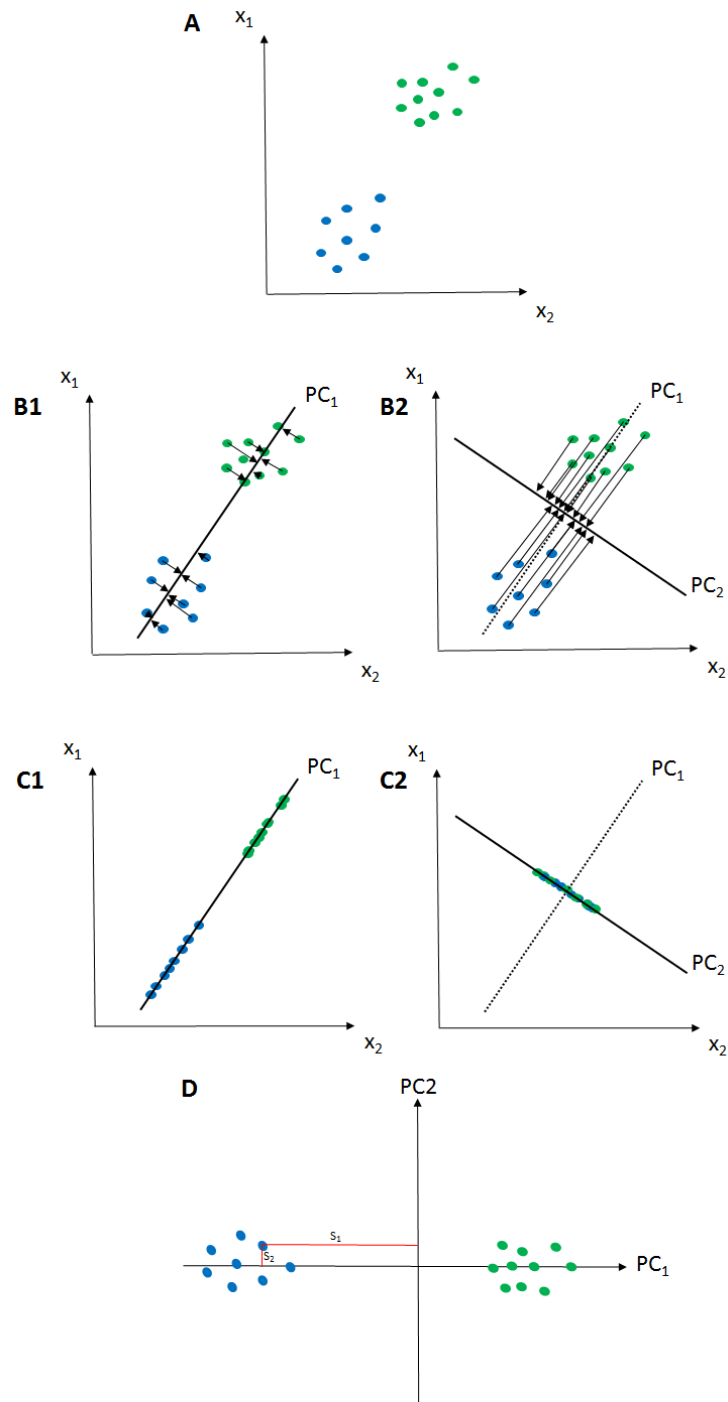 A
x₁
x₂
B1
x₁
PC₁
x₂
B2
x₁
PC₁
PC₂
x₂
C1
x₁
PC₁
x₂
C2
x₁
PC₁
PC₂
x₂
D
PC2
S₁
S₂
PC₁